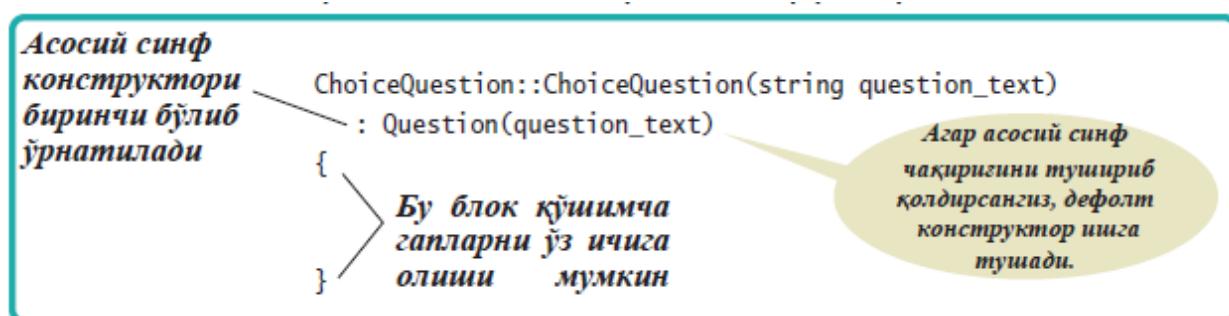 Асосий синф
конструктори
биринчи бўлиб
ўрнатилади
ChoiceQuestion::ChoiceQuestion(string question_text)
: Question(question_text)
{
}
Бу блок қўшимча
гапларни ўз ичига
олиши мумкин
Агар асосий синф
чақириғини тушириб
қолдирсангиз, дефолт
конструктор ишга
тушади.